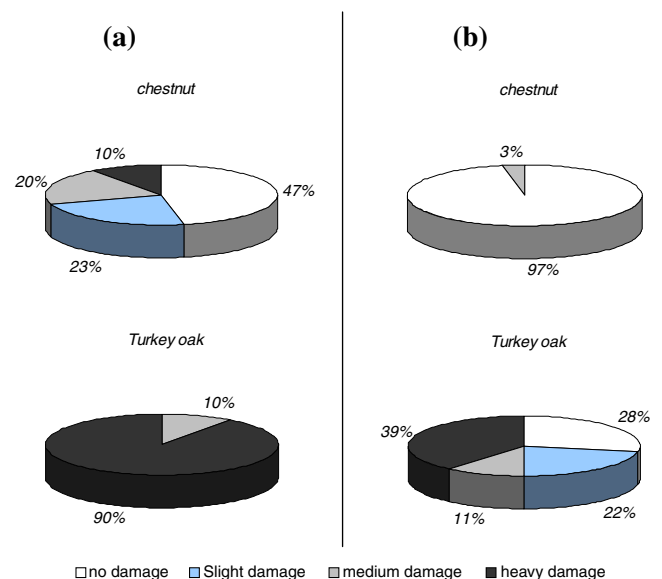 (a)
chestnut
10%
20%
47%
23%
Turkey oak
10%
90%
(b)
chestnut
3%
97%
Turkey oak
28%
39%
11%
22%
no damage Slight damage medium damage heavy damage